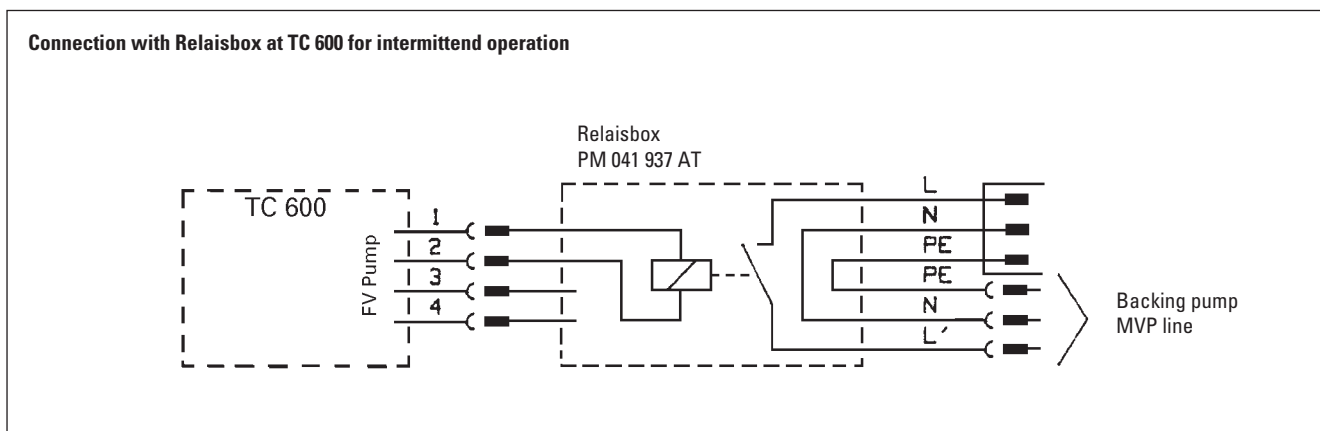 Connection with Relaisbox at TC 600 for intermittend operation
Relaisbox
PM 041 937 AT
TC 600
FV Pump
1
2
3
4
L
N
PE
PE
N
L´
Backing pump
MVP line